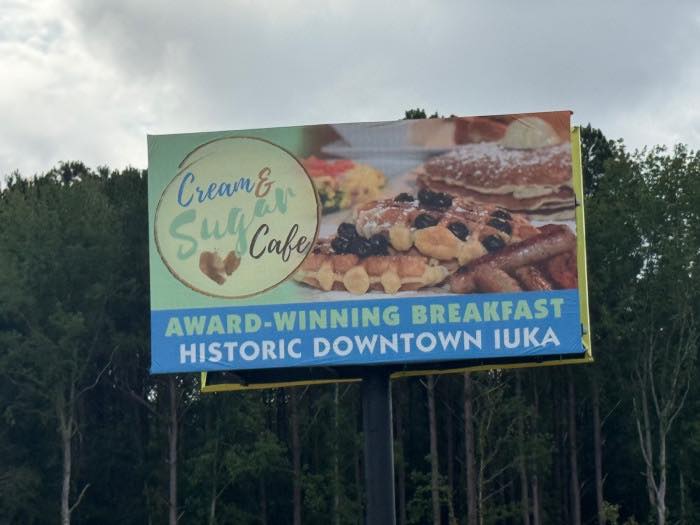 Cream &
Sugar
Cafe
AWARD-WINNING BREAKFAST
HISTORIC DOWNTOWN IUKA